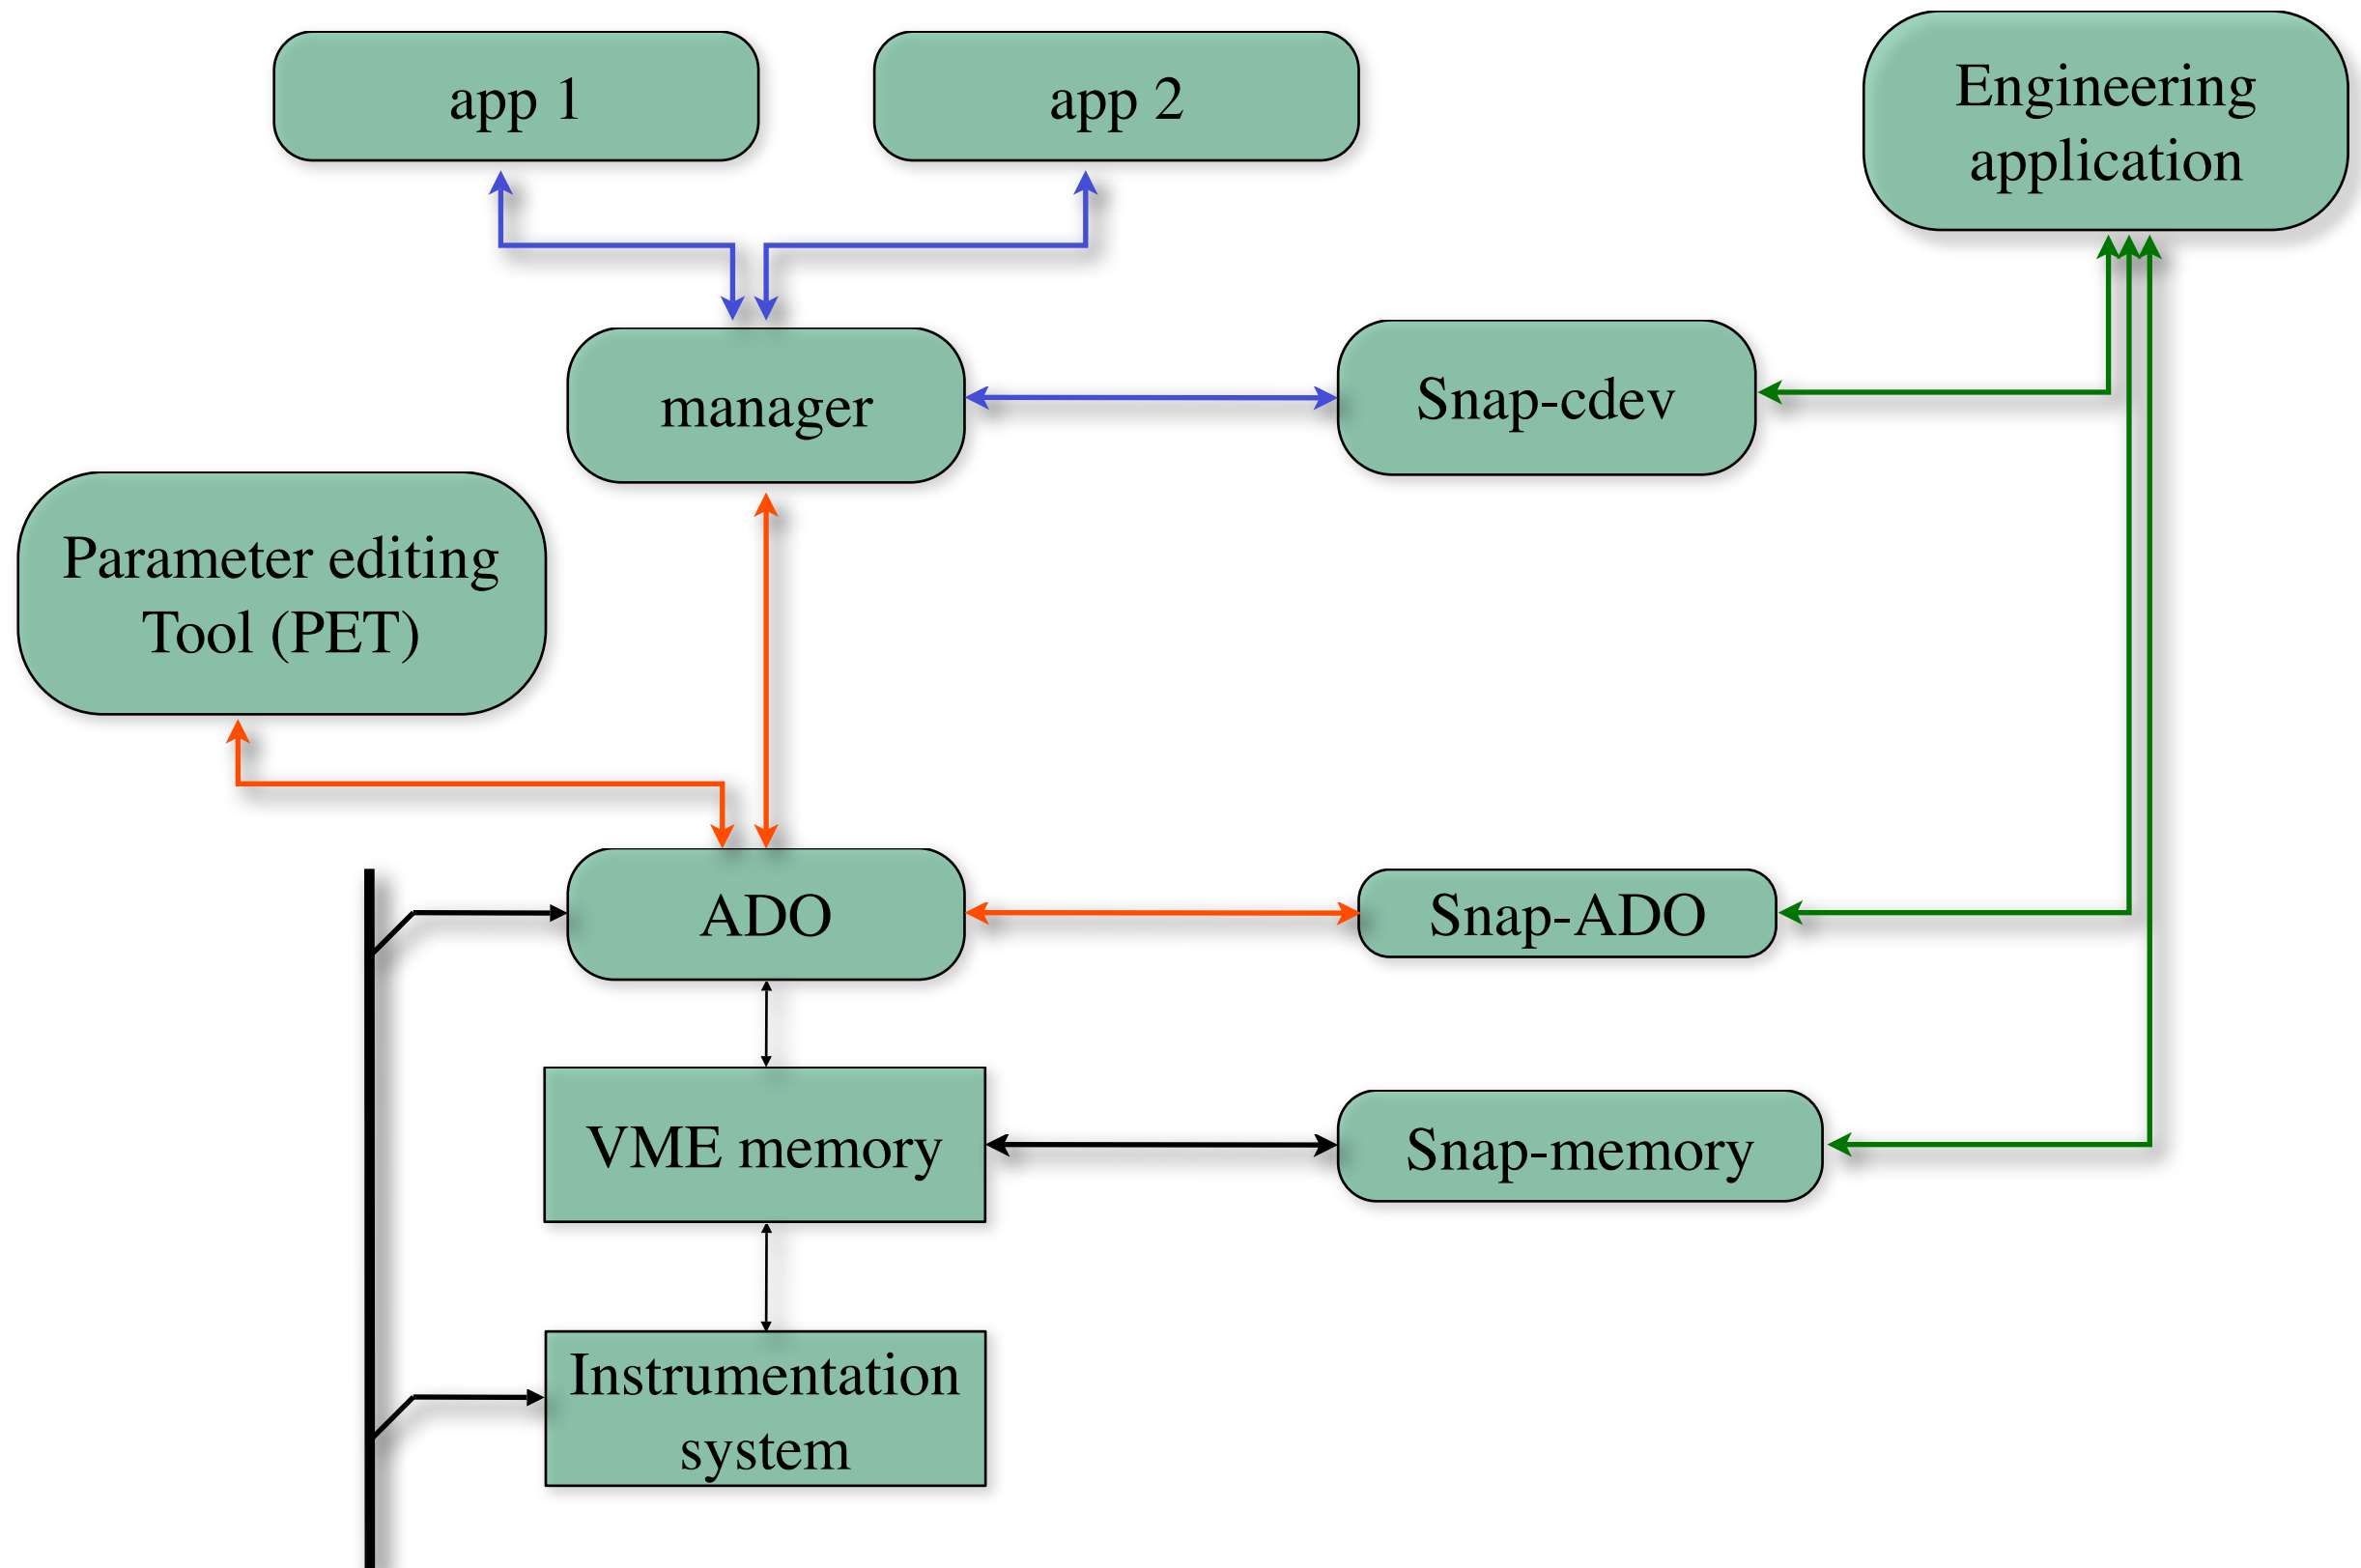 app 1
app 2
Engineering
application
manager
Snap-cdev
Parameter editing
Tool (PET)
ADO
Snap-ADO
VME memory
Snap-memory
Instrumentation
system